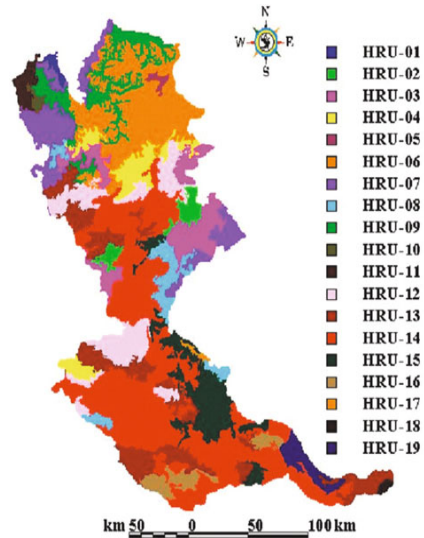 N
W E
S
HRU-01
HRU-02
HRU-03
HRU-04
HRU-05
HRU-06
HRU-07
HRU-08
HRU-09
HRU-10
HRU-11
HRU-12
HRU-13
HRU-14
HRU-15
HRU-16
HRU-17
HRU-18
HRU-19
km 50 0 50 100 km